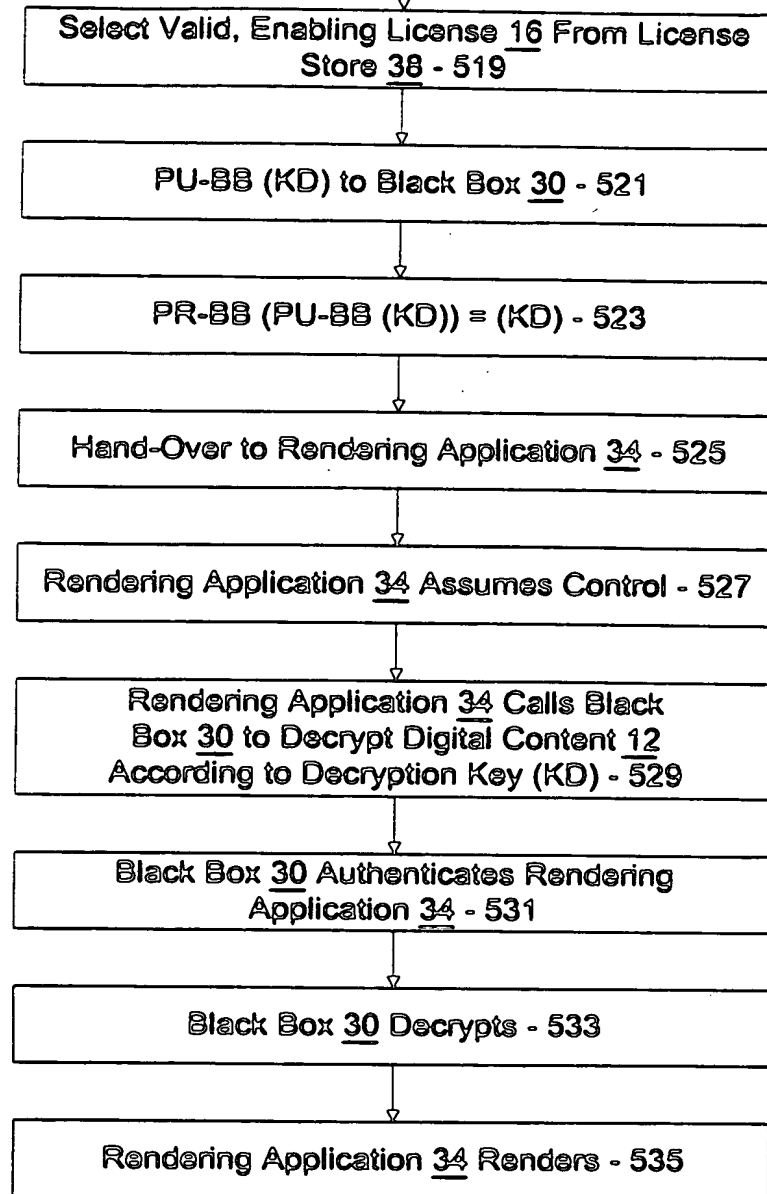 Select Valid, Enabling License 16 From License
Store 38 - 519
PU-BB (KD) to Black Box 30 - 521
PR-BB (PU-BB (KD)) = (KD) - 523
Hand-Over to Rendering Application 34 - 525
Rendering Application 34 Assumes Control - 527
Rendering Application 34 Calls Black
Box 30 to Decrypt Digital Content 12
According to Decryption Key (KD) - 529
Black Box 30 Authenticates Rendering
Application 34 - 531
Black Box 30 Decrypts - 533
Rendering Application 34 Renders - 535